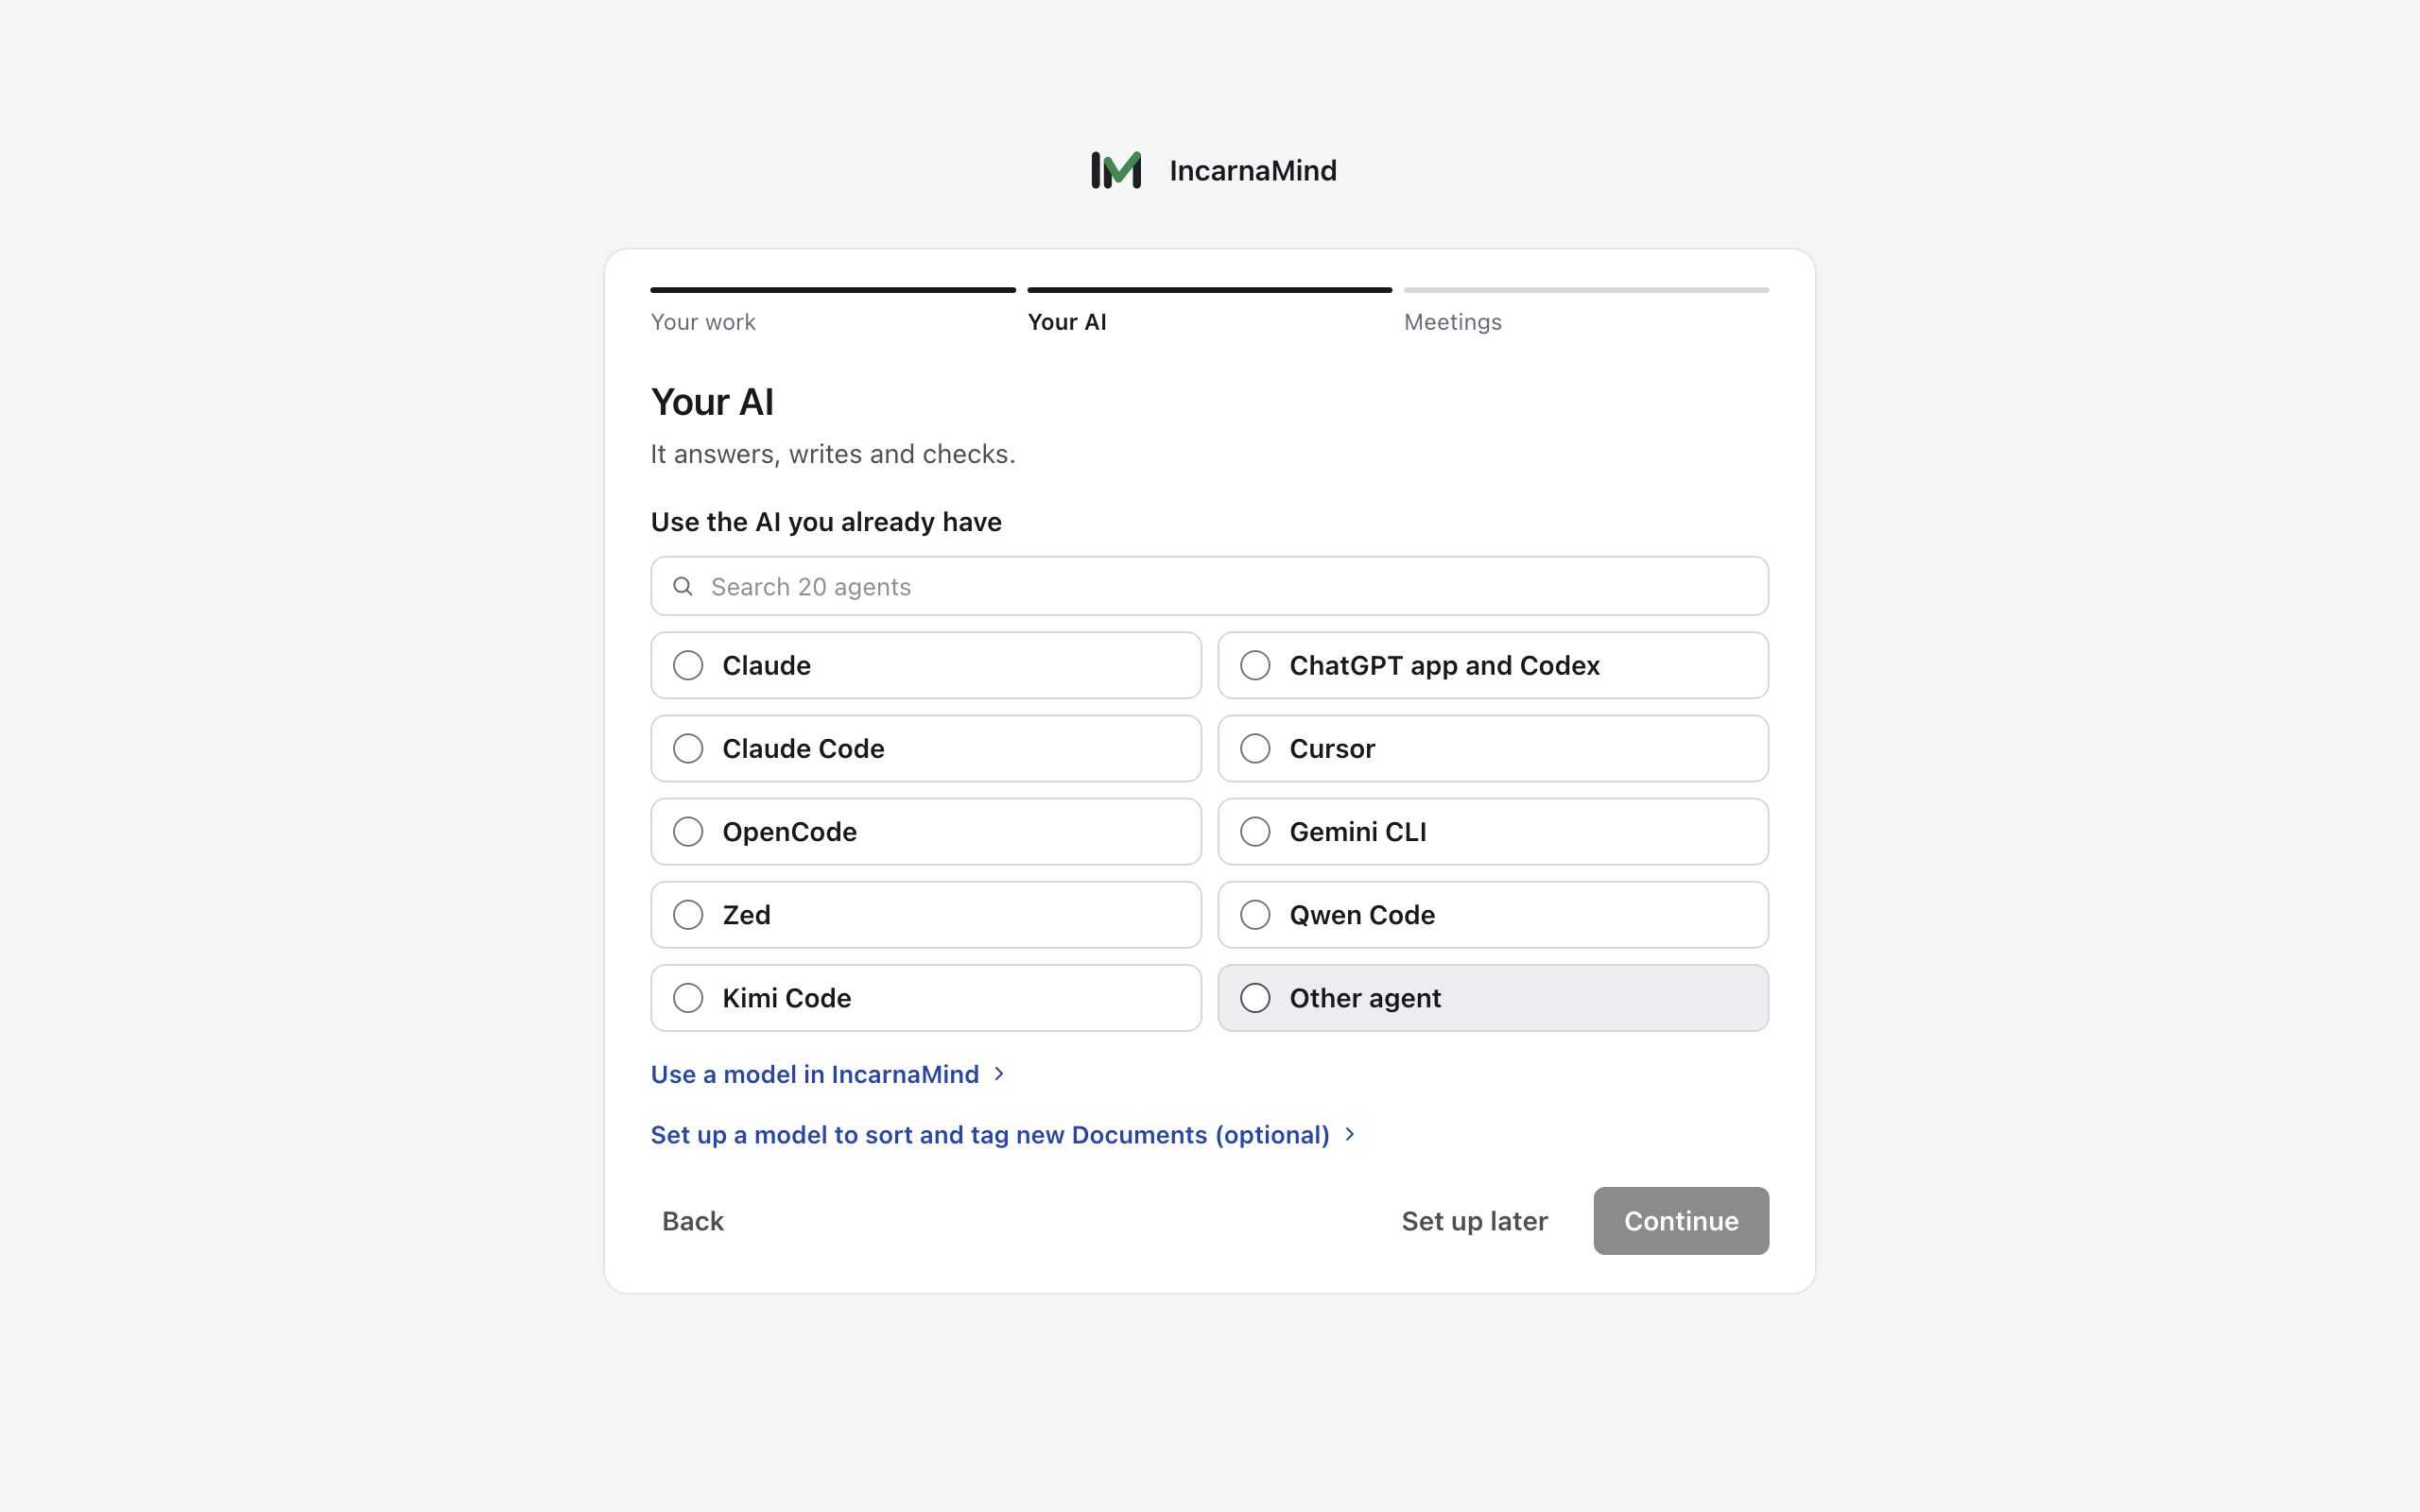 IncarnaMind
Your work
Your AI
Meetings
Your AI
It answers, writes and checks.
Use the AI you already have
Search 20 agents
Claude
ChatGPT app and Codex
Claude Code
Cursor
OpenCode
Gemini CLI
Zed
Qwen Code
Kimi Code
Other agent
Use a model in IncarnaMind
Set up a model to sort and tag new Documents (optional)
Back
Set up later
Continue